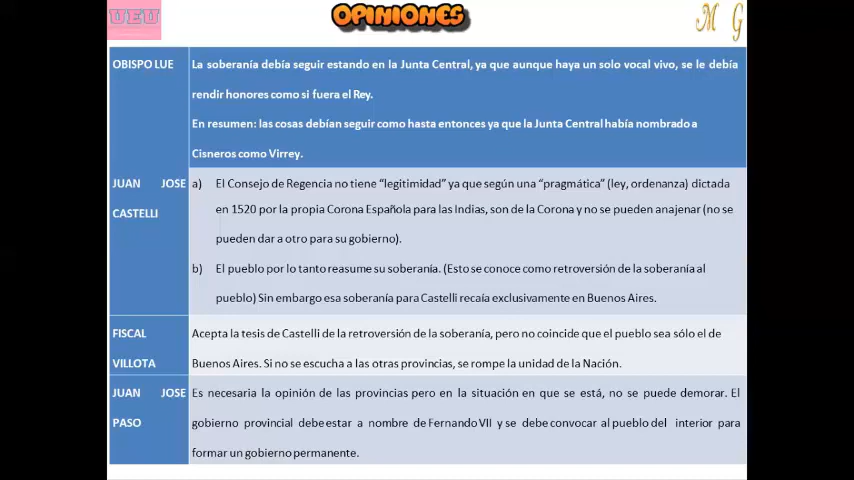 UEU
OPINIONES
M G
OBISPO LUE
La soberanía debía seguir estando en la Junta Central, ya que aunque haya un solo vocal vivo, se le debía
rendir honores como si fuera el Rey.
En resumen: las cosas debían seguir como hasta entonces ya que la Junta Central había nombrado a
Cisneros como Virrey.
JUAN JOSE
CASTELLI
a) El Consejo de Regencia no tiene “legitimidad” ya que según una “pragmática” (ley, ordenanza) dictada
en 1520 por la propia Corona Española para las Indias, son de la Corona y no se pueden anajenar (no se
pueden dar a otro para su gobierno).
b) El pueblo por lo tanto reasume su soberanía. (Esto se conoce como retroversión de la soberanía al
pueblo) Sin embargo esa soberanía para Castelli recaía exclusivamente en Buenos Aires.
FISCAL
VILLOTA
Acepta la tesis de Castelli de la retroversión de la soberanía, pero no coincide que el pueblo sea sólo el de
Buenos Aires. Si no se escucha a las otras provincias, se rompe la unidad de la Nación.
JUAN JOSE
PASO
Es necesaria la opinión de las provincias pero en la situación en que se está, no se puede demorar. El
gobierno provincial debe estar a nombre de Fernando VII y se debe convocar al pueblo del interior para
formar un gobierno permanente.